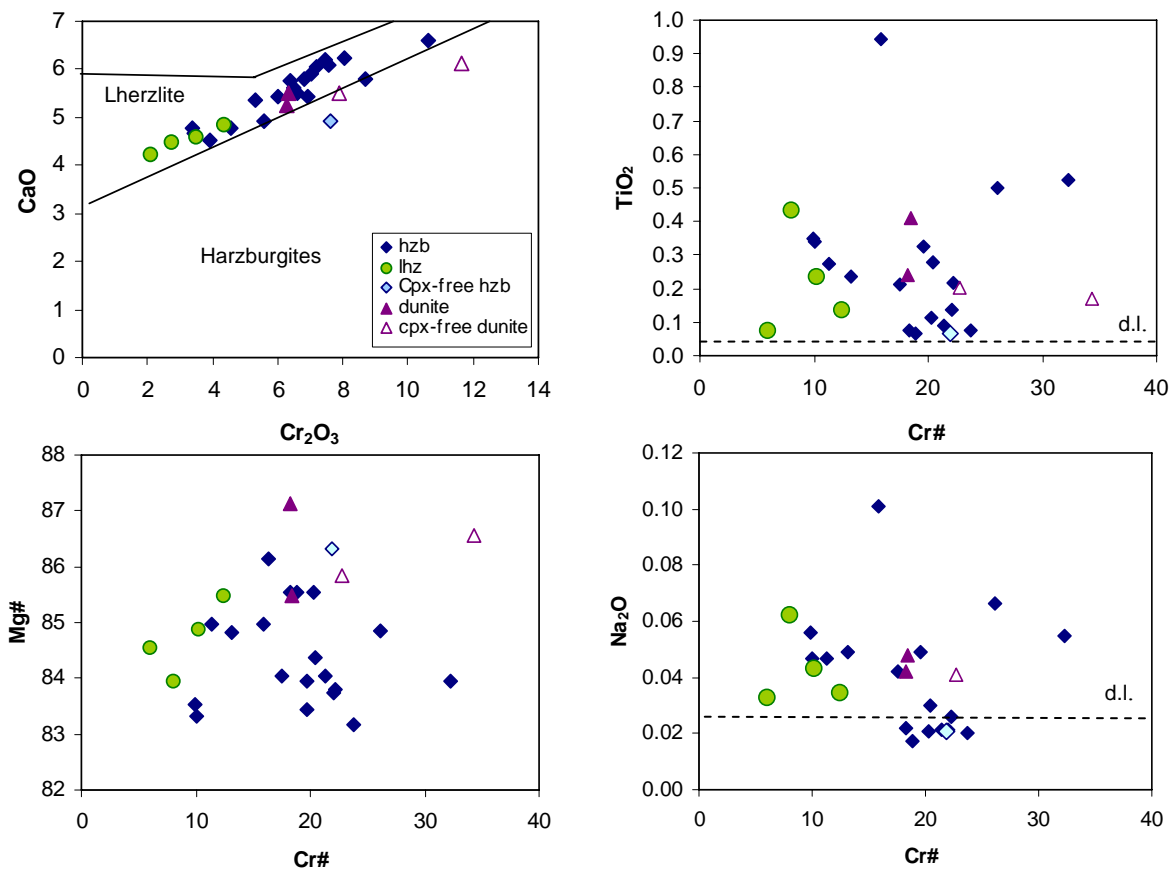 7
6
5
4
3
2
1
0
CaO
Lherzlite
Harzburgites
hzb
lhz
Cpx-free hzb
dunite
cpx-free dunite
0 2 4 6 8 10 12 14
Cr₂O₃
1.0
0.9
0.8
0.7
0.6
0.5
0.4
0.3
0.2
0.1
0.0
TiO₂
d.l.
0 10 20 30 40
Cr#
88
87
86
85
84
83
82
Mg#
0 10 20 30 40
Cr#
0.12
0.10
0.08
0.06
0.04
0.02
0.00
Na₂O
d.l.
0 10 20 30 40
Cr#